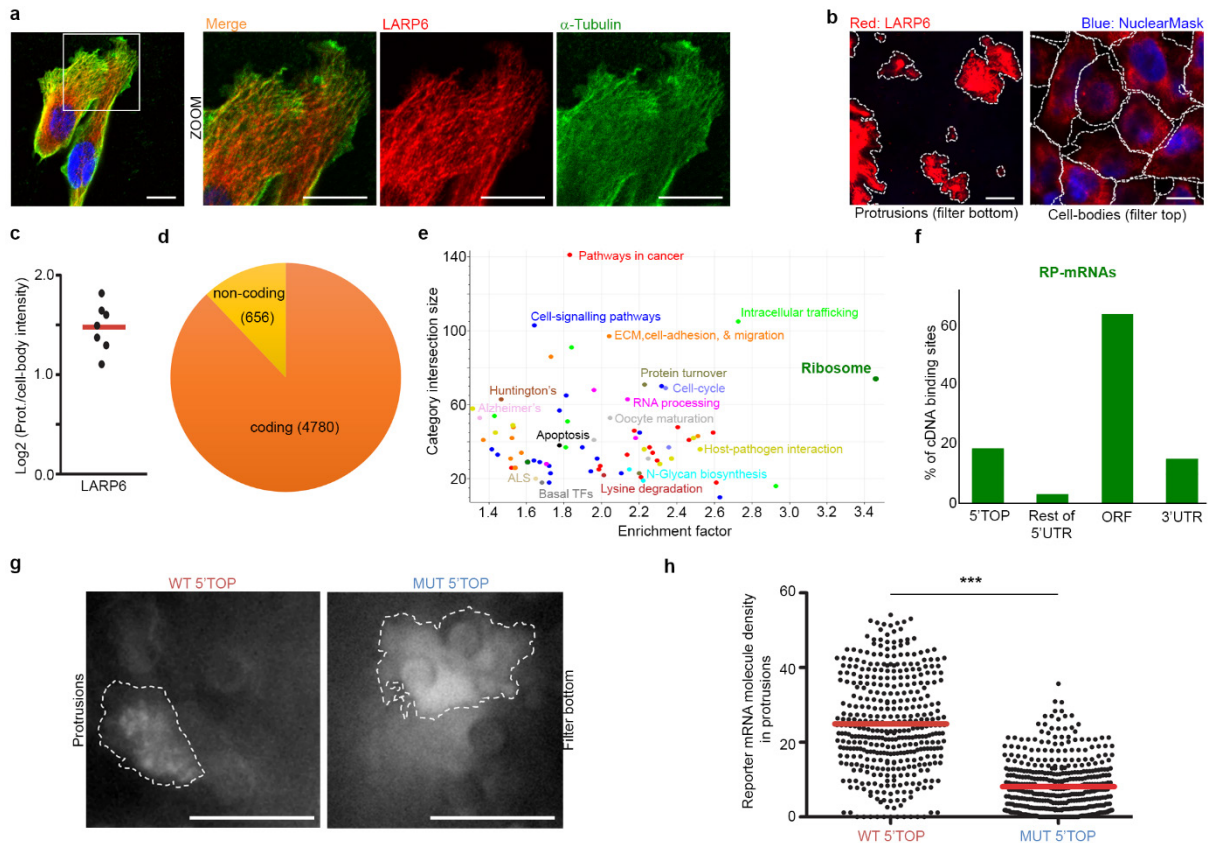 a
Merge
LARP6
α-Tubulin
ZOOM
b
Red: LARP6
Blue: NuclearMask
Protrusions (filter bottom)
Cell-bodies (filter top)
c
Log2 (Prot./cell-body intensity)
2.0
1.0
0.0
LARP6
d
non-coding
(656)
coding (4780)
e
Category intersection size
140
100
60
20
Pathways in cancer
Cell-signalling pathways
Intracellular trafficking
ECM,cell-adhesion, & migration
Ribosome
Protein turnover
Huntington's
Cell-cycle
Alzheimer's
RNA processing
Oocyte maturation
Apoptosis
Host-pathogen interaction
ALS
N-Glycan biosynthesis
Basal TFs
Lysine degradation
1.4 1.6 1.8 2.0 2.2 2.4 2.6 2.8 3.0 3.2 3.4
Enrichment factor
f
RP-mRNAs
% of cDNA binding sites
60
40
20
0
5'TOP
Rest of
5'UTR
ORF
3'UTR
g
WT 5'TOP
MUT 5'TOP
Protrusions
Filter bottom
h
***
Reporter mRNA molecule density
in protrusions
60
40
20
0
WT 5'TOP
MUT 5'TOP